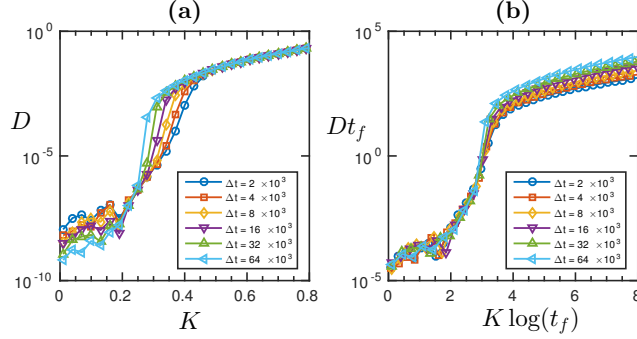 (a)
10^0
10^-5
10^-10
D
0 0.2 0.4 0.6 0.8
K
Δt = 2 ×10^3
Δt = 4 ×10^3
Δt = 8 ×10^3
Δt = 16 ×10^3
Δt = 32 ×10^3
Δt = 64 ×10^3
(b)
10^5
10^0
10^-5
Dt_f
0 2 4 6 8
K log(t_f)
Δt = 2 ×10^3
Δt = 4 ×10^3
Δt = 8 ×10^3
Δt = 16 ×10^3
Δt = 32 ×10^3
Δt = 64 ×10^3